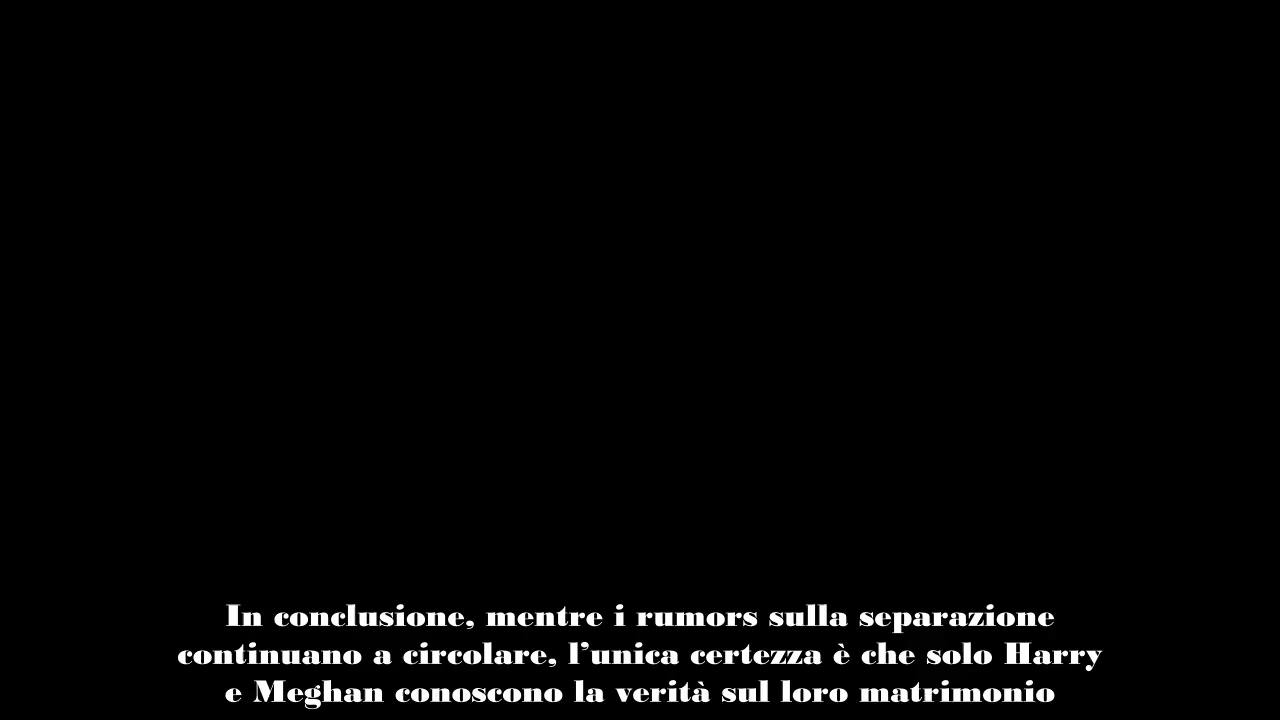 In conclusione, mentre i rumors sulla separazione
continuano a circolare, l’unica certezza è che solo Harry
e Meghan conoscono la verità sul loro matrimonio